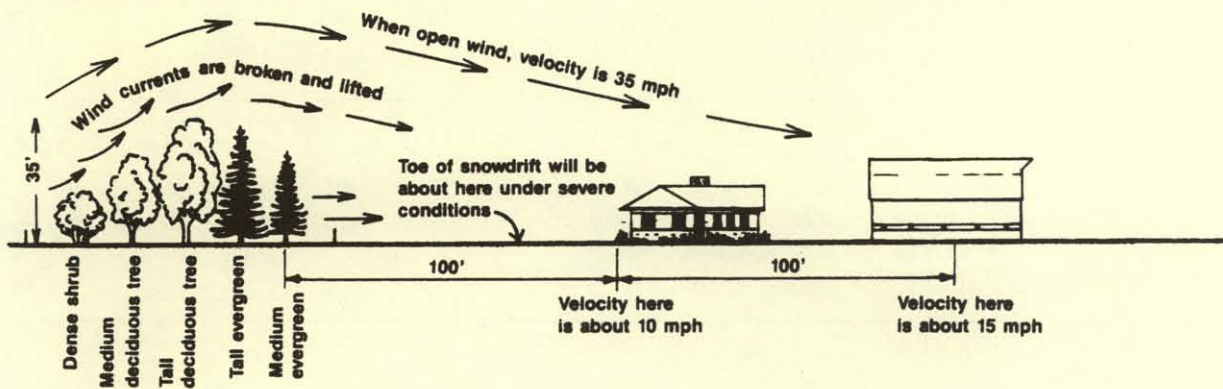 When open wind, velocity is 35 mph
Wind currents are broken and lifted
35'
Toe of snowdrift will be
about here under severe
conditions
100'
100'
Dense shrub
Medium
deciduous tree
Tall
deciduous tree
Tall evergreen
Medium
evergreen
Velocity here
is about 10 mph
Velocity here
is about 15 mph